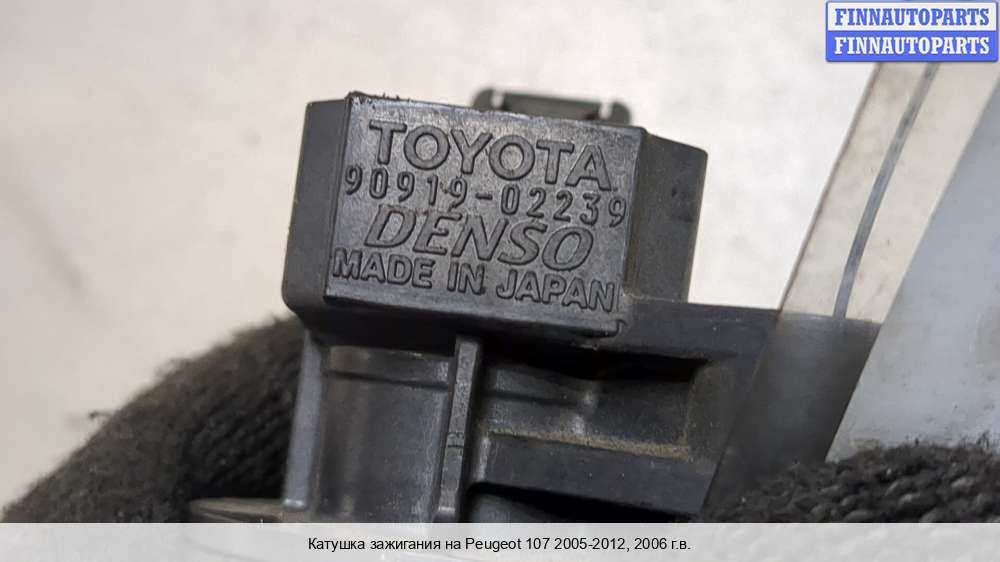 FINNAUTOPARTS
FINNAUTOPARTS
TOYOTA
90919-02239
DENSO
MADE IN JAPAN
Катушка зажигания на Peugeot 107 2005-2012, 2006 г.в.